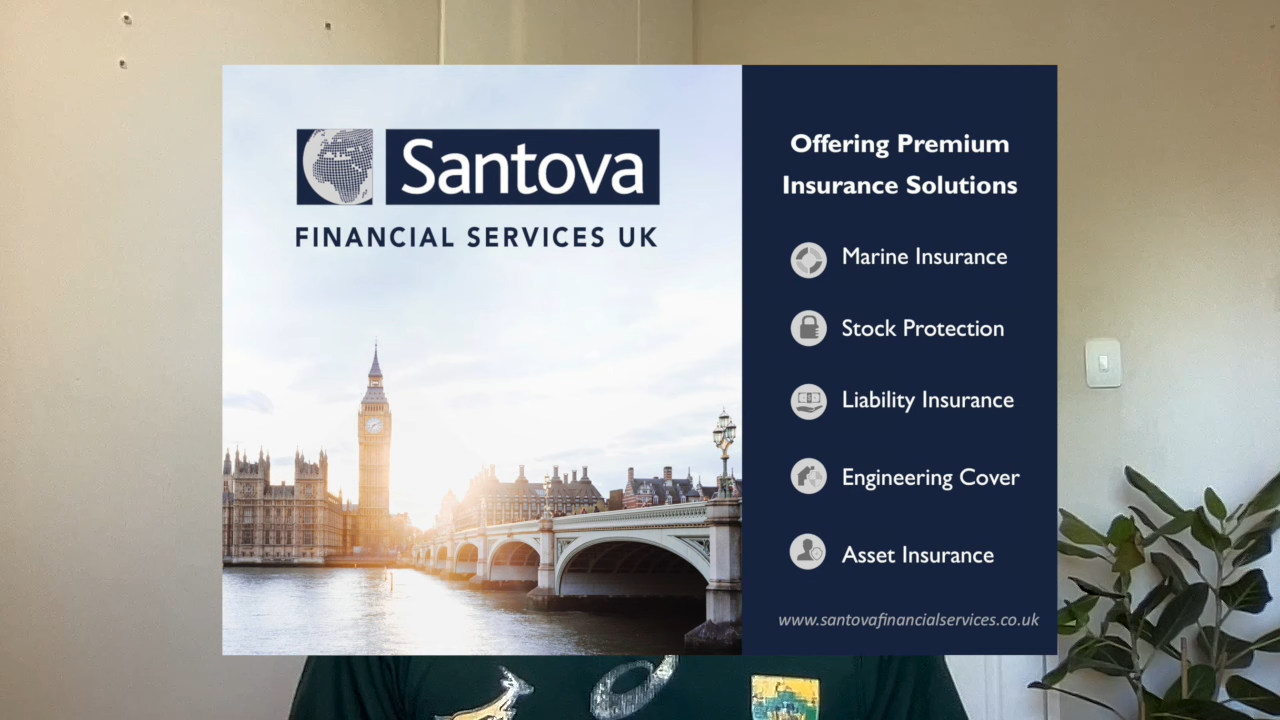 Santova
FINANCIAL SERVICES UK
Offering Premium
Insurance Solutions
Marine Insurance
Stock Protection
Liability Insurance
Engineering Cover
Asset Insurance
www.santovafinancialservices.co.uk